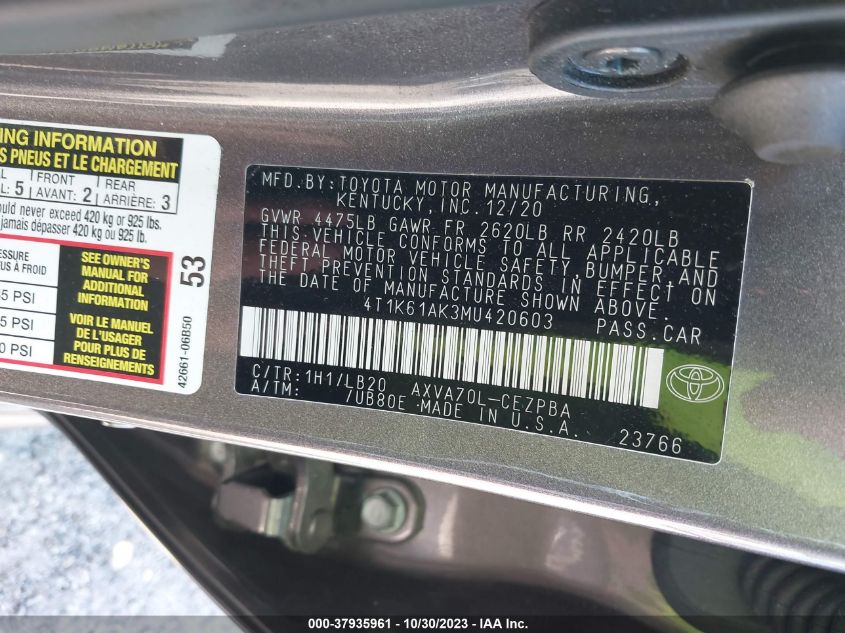 NG INFORMATION
S PNEUS ET LE CHARGEMENT
L: 5 FRONT AVANT: 2 REAR ARRIÈRE: 3
ould never exceed 420 kg or 925 lbs.
jamais dépasser 420 kg ou 925 lb.
ESSURE
US À FROID
5 PSI
5 PSI
0 PSI
SEE OWNER'S
MANUAL FOR
ADDITIONAL
INFORMATION
VOIR LE MANUEL
DE L'USAGER
POUR PLUS DE
RENSEIGNEMENTS
53
42661-06B50
MFD. BY: TOYOTA MOTOR MANUFACTURING,
KENTUCKY, INC. 12/20
GVWR 4475LB GAWR FR 2620LB RR 2420LB
THIS VEHICLE CONFORMS TO ALL APPLICABLE
FEDERAL MOTOR VEHICLE SAFETY, BUMPER, AND
THEFT PREVENTION STANDARDS IN EFFECT ON
THE DATE OF MANUFACTURE SHOWN ABOVE.
4T1K61AK3MU420603 PASS. CAR
C/TR: 1H1/LB20 AXVA70L-CEZPBA
A/TM: /UB80E MADE IN U.S.A.
23766
000-37935961 | 10/30/2023 | IAA Inc.